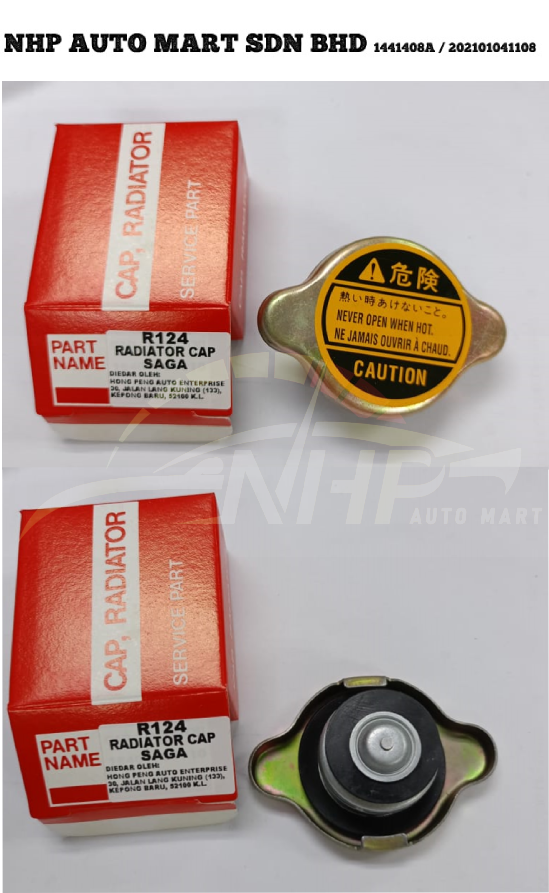 NHP AUTO MART SDN BHD 1441408A / 202101041108
CAP, RADIATOR
SERVICE PART
PART NAME
R124
RADIATOR CAP
SAGA
DIEDAR OLEH:
HONG PENG AUTO ENTERPRISE
36, JALAN LANG KUNING (133),
KEPONG BARU, 52100 K.L.
危険
熱い時あけないこと。
NEVER OPEN WHEN HOT.
NE JAMAIS OUVRIR À CHAUD.
CAUTION
NHP
AUTO MART
CAP, RADIATOR
SERVICE PART
PART NAME
R124
RADIATOR CAP
SAGA
DIEDAR OLEH:
HONG PENG AUTO ENTERPRISE
36, JALAN LANG KUNING (133),
KEPONG BARU, 52100 K.L.